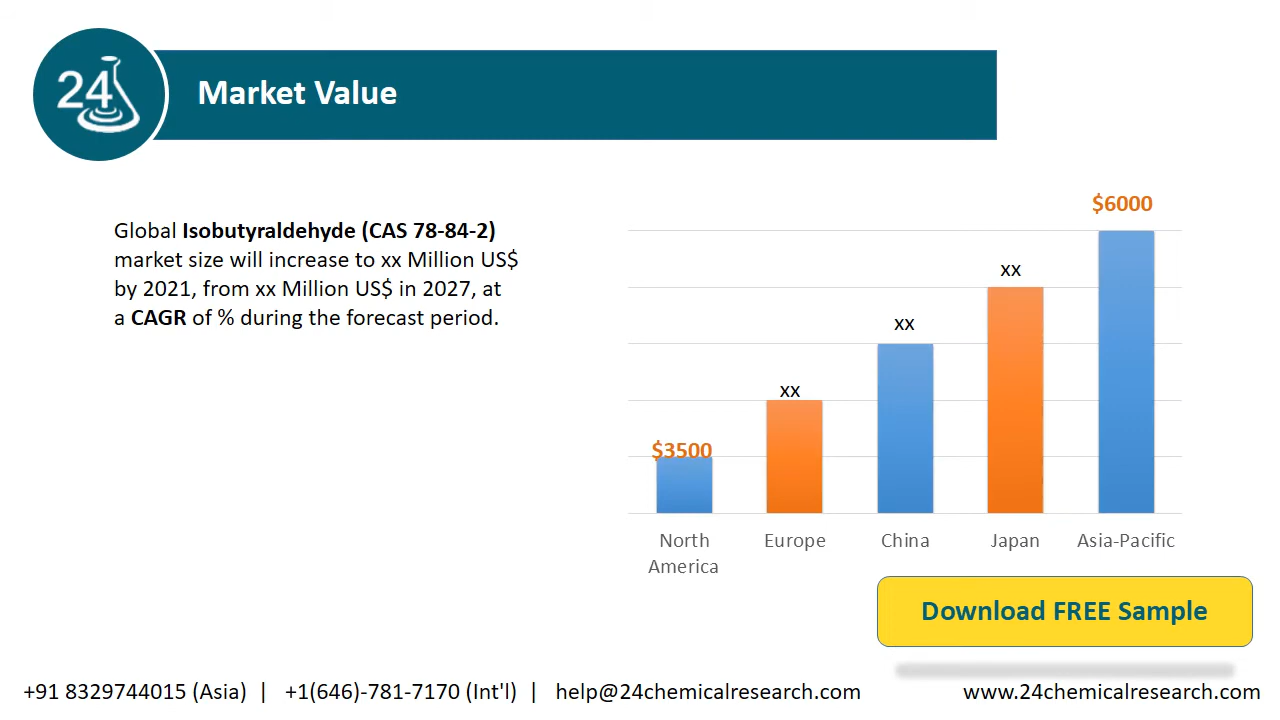 24
Market Value
Global Isobutyraldehyde (CAS 78-84-2)
market size will increase to xx Million US$
by 2021, from xx Million US$ in 2027, at
a CAGR of % during the forecast period.
$6000
xx
xx
xx
$3500
North
America
Europe
China
Japan
Asia-Pacific
Download FREE Sample
+91 8329744015 (Asia) | +1(646)-781-7170 (Int'l) | help@24chemicalresearch.com
www.24chemicalresearch.com